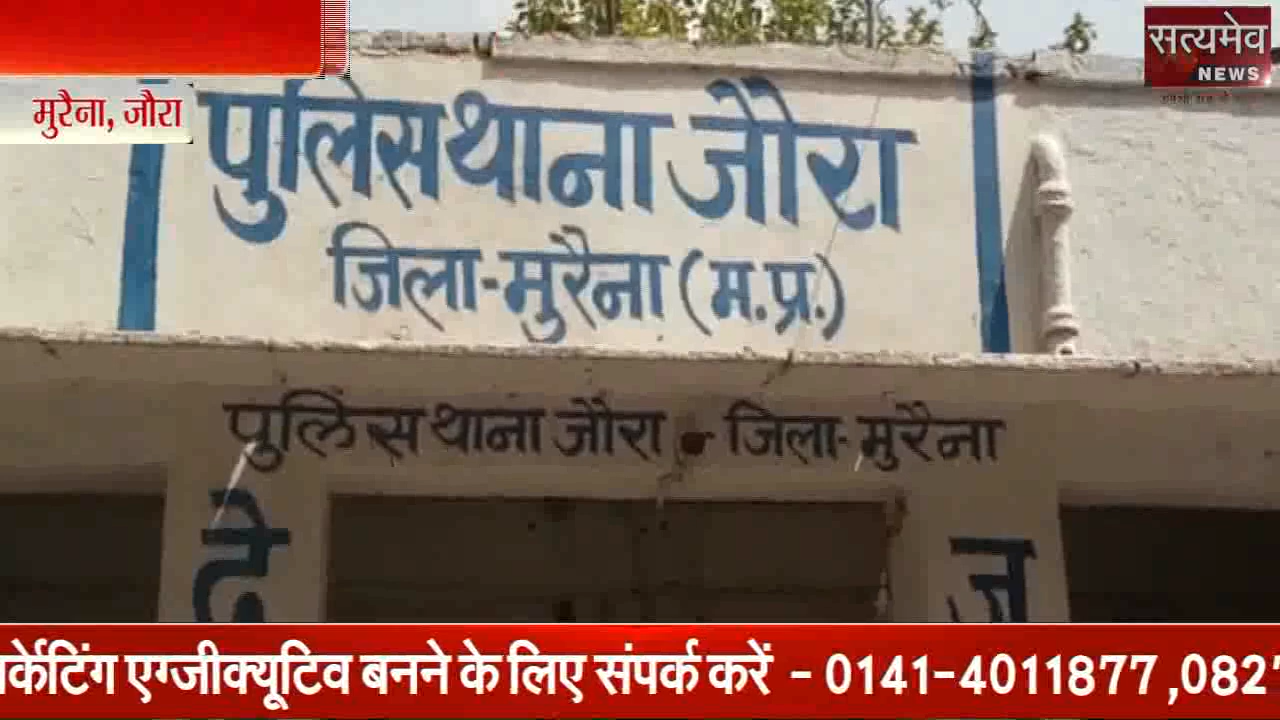 सत्यमेव
NEWS
मुरैना, जौरा
पुलिस थाना जौरा
जिला-मुरैना (म.प्र.)
पुलिस थाना जौरा जिला-मुरैना
दे
ज
र्केटिंग एग्जीक्यूटिव बनने के लिए संपर्क करें - 0141-4011877 ,082